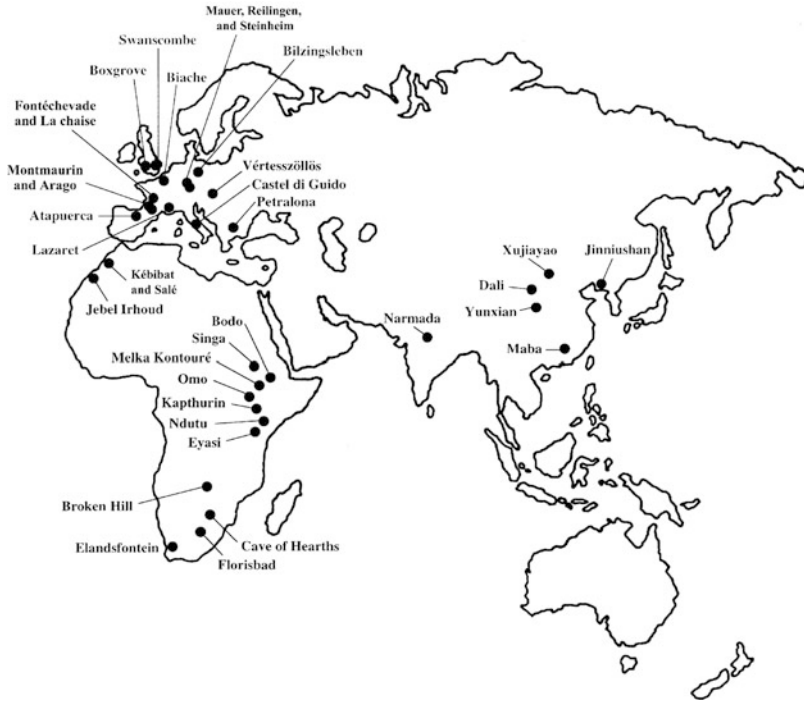 Mauer, Reilingen,
and Steinheim
Swanscombe
Bilzingsleben
Boxgrove
Biache
Fontéchevade
and La chaise
Montmaurin
and Arago
Vértesszöllös
Castel di Guido
Petralona
Atapuerca
Lazaret
Kébibat
and Salé
Jebel Irhoud
Xujiayao
Jinniushan
Dali
Yunxian
Narmada
Maba
Bodo
Singa
Melka Kontouré
Omo
Kapthurin
Ndutu
Eyasi
Broken Hill
Cave of Hearths
Elandsfontein
Florisbad